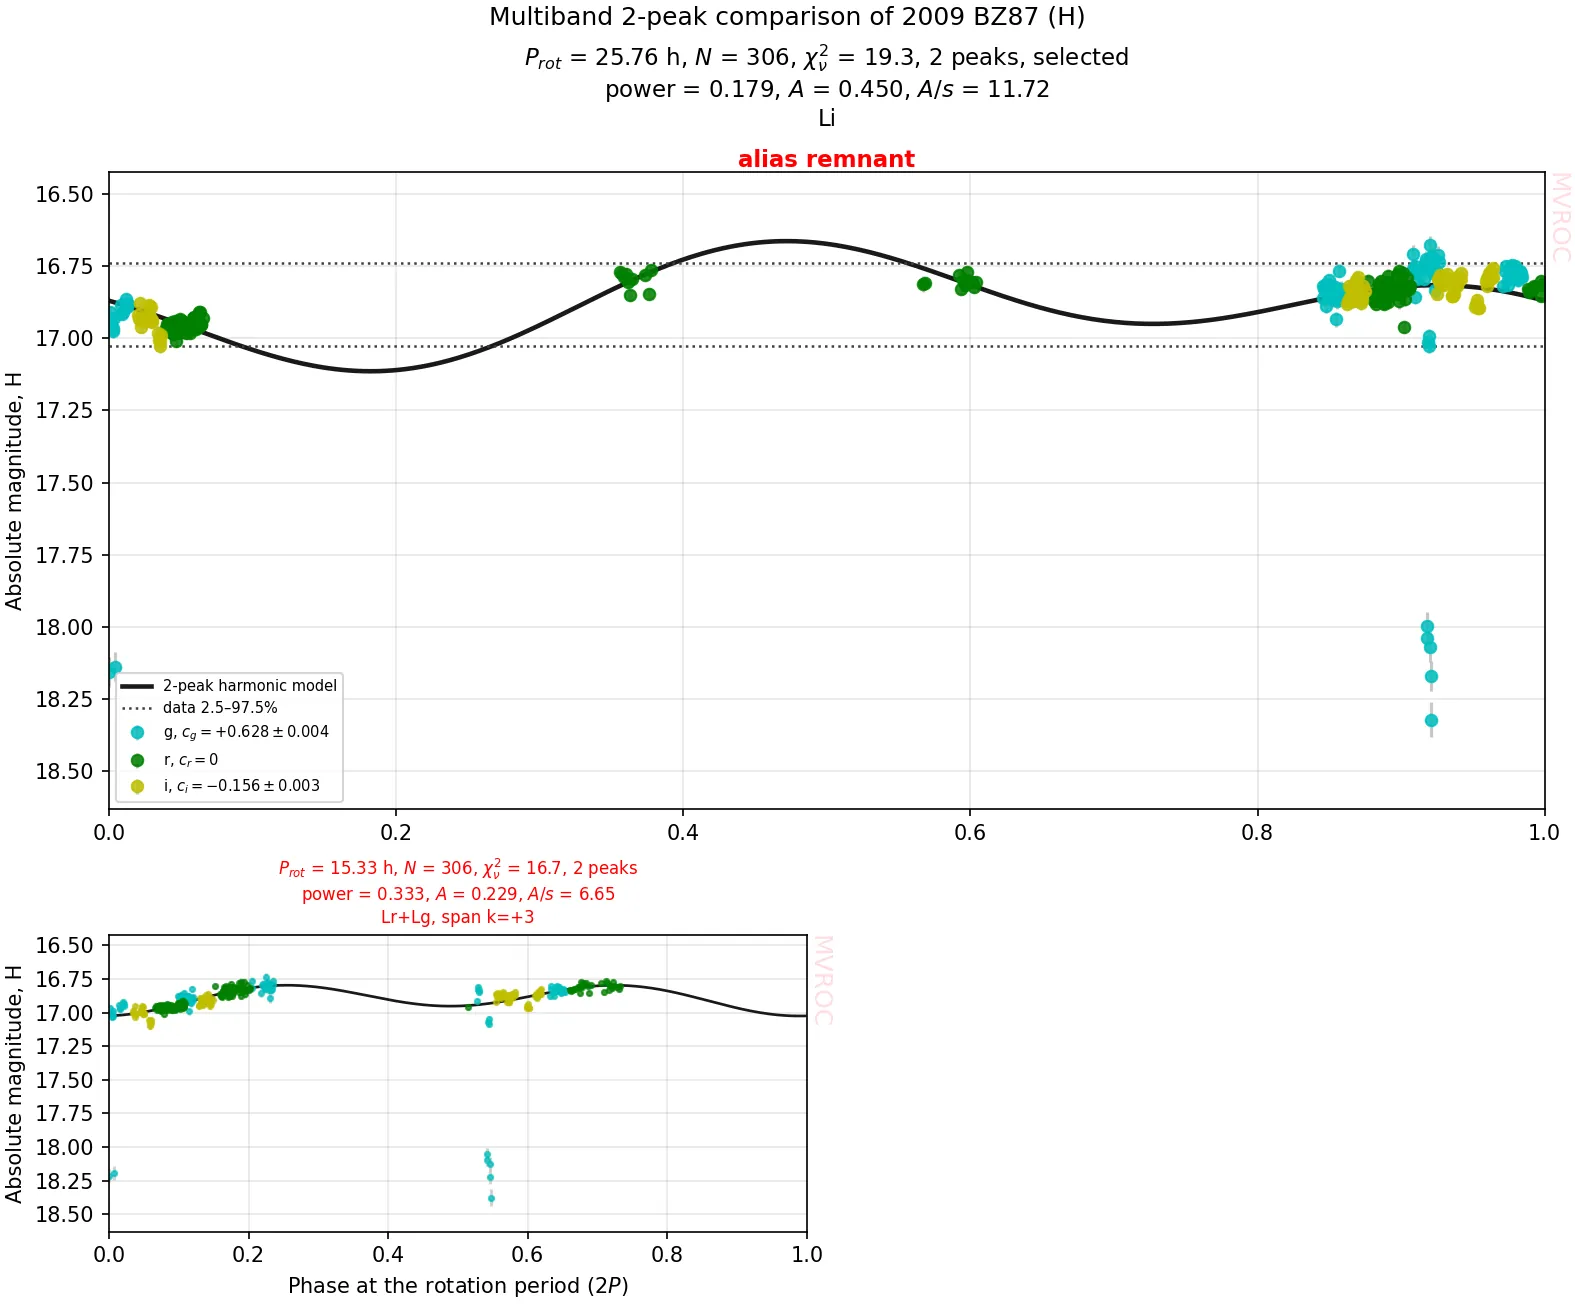 Multiband 2-peak comparison of 2009 BZ87 (H)
P_rot = 25.76 h, N = 306, χ²_ν = 19.3, 2 peaks, selected
power = 0.179, A = 0.450, A/s = 11.72
Li
alias remnant
MVROC
Absolute magnitude, H
16.50
16.75
17.00
17.25
17.50
17.75
18.00
18.25
18.50
2-peak harmonic model
data 2.5–97.5%
g, c_g = +0.628 ± 0.004
r, c_r = 0
i, c_i = −0.156 ± 0.003
0.0 0.2 0.4 0.6 0.8 1.0
P_rot = 15.33 h, N = 306, χ²_ν = 16.7, 2 peaks
power = 0.333, A = 0.229, A/s = 6.65
Lr+Lg, span k=+3
MVROC
Absolute magnitude, H
16.50
16.75
17.00
17.25
17.50
17.75
18.00
18.25
18.50
0.0 0.2 0.4 0.6 0.8 1.0
Phase at the rotation period (2P)